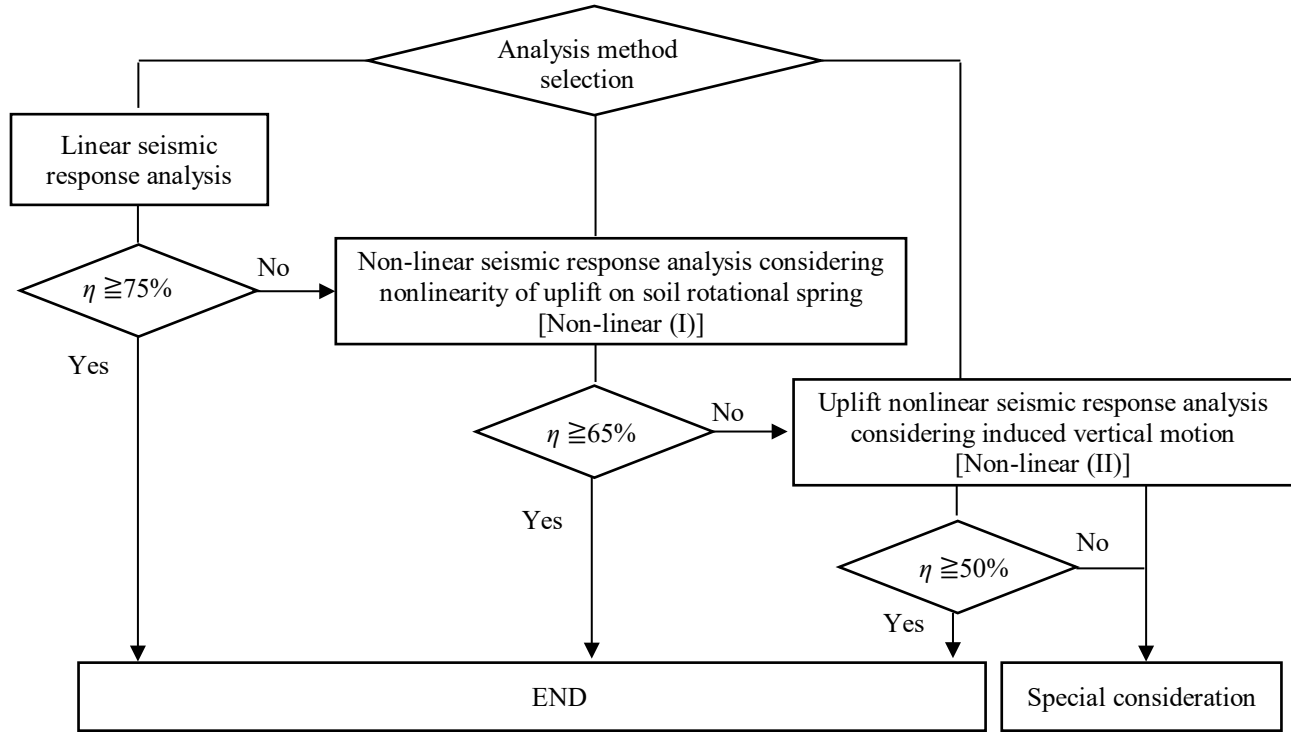 Analysis method
selection
Linear seismic
response analysis
η ≧75%
No
Yes
Non-linear seismic response analysis considering
nonlinearity of uplift on soil rotational spring
[Non-linear (I)]
η ≧65%
No
Yes
Uplift nonlinear seismic response analysis
considering induced vertical motion
[Non-linear (II)]
η ≧50%
No
Yes
END
Special consideration